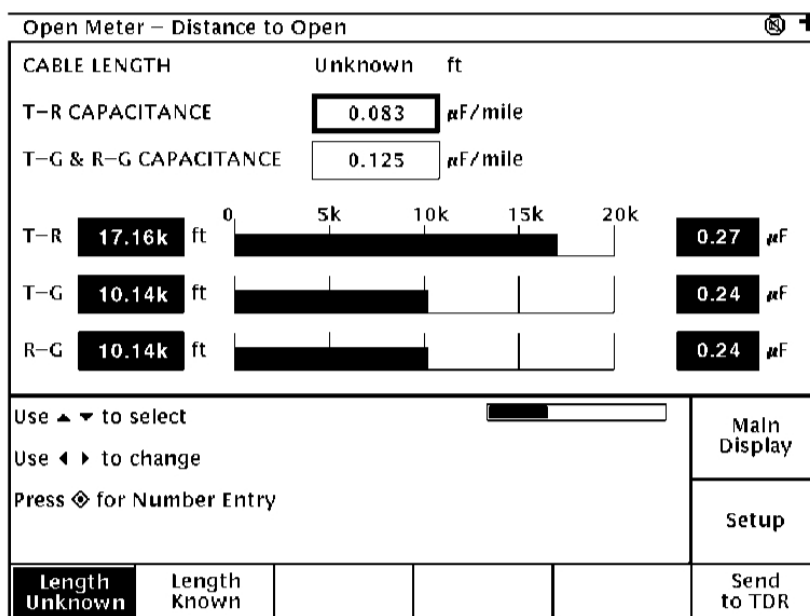 Open Meter – Distance to Open
CABLE LENGTH Unknown ft
T–R CAPACITANCE 0.083 µF/mile
T–G & R–G CAPACITANCE 0.125 µF/mile
0 5k 10k 15k 20k
T–R 17.16k ft 0.27 µF
T–G 10.14k ft 0.24 µF
R–G 10.14k ft 0.24 µF
Use ▲ ▼ to select
Use ◀ ▶ to change
Press for Number Entry
Main
Display
Setup
Length
Unknown
Length
Known
Send
to TDR